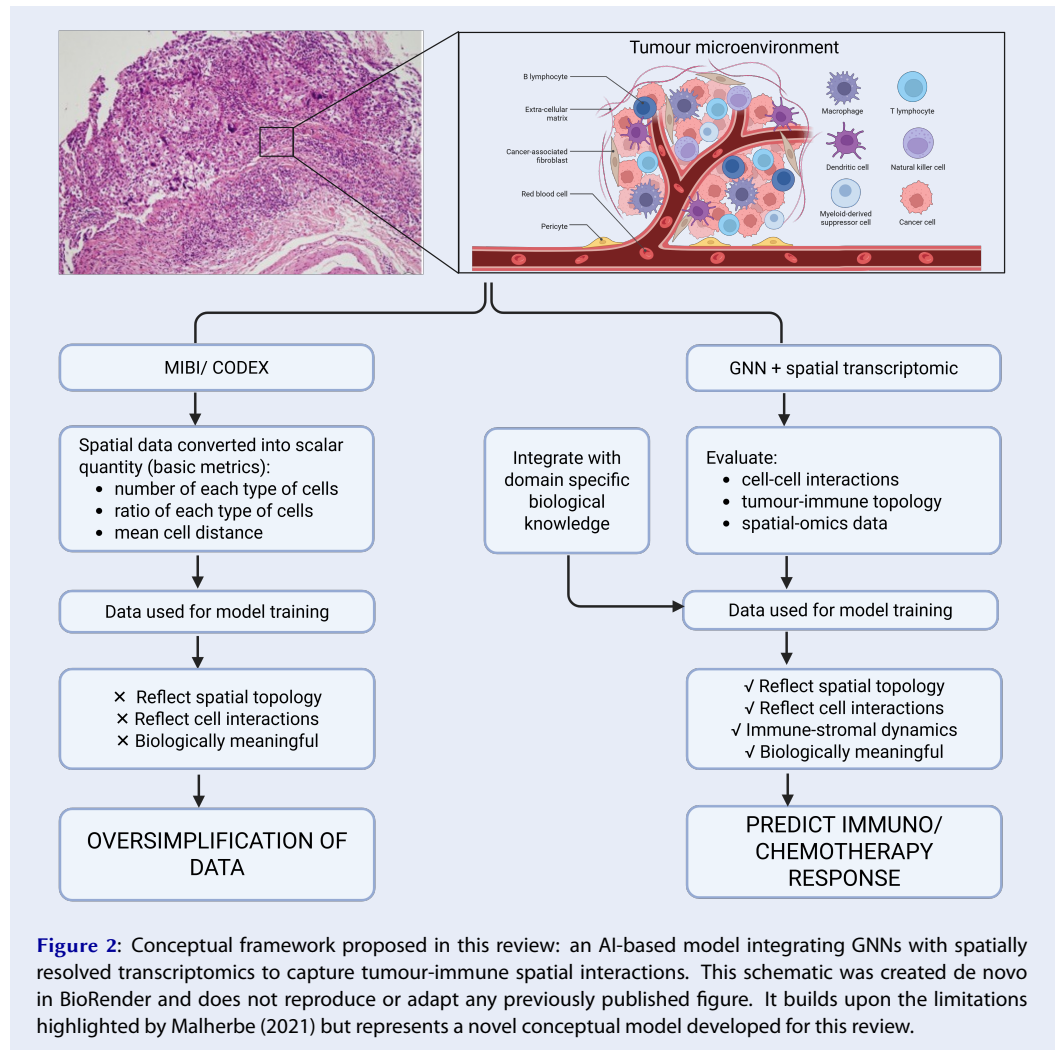 Tumour microenvironment
B lymphocyte
Extra-cellular
matrix
Cancer-associated
fibroblast
Red blood cell
Pericyte
Macrophage
T lymphocyte
Dendritic cell
Natural killer cell
Myeloid-derived
suppressor cell
Cancer cell
MIBI/ CODEX
Spatial data converted into scalar
quantity (basic metrics):
• number of each type of cells
• ratio of each type of cells
• mean cell distance
Data used for model training
✕ Reflect spatial topology
✕ Reflect cell interactions
✕ Biologically meaningful
OVERSIMPLIFICATION OF
DATA
GNN + spatial transcriptomic
Integrate with
domain specific
biological
knowledge
Evaluate:
• cell-cell interactions
• tumour-immune topology
• spatial-omics data
Data used for model training
√ Reflect spatial topology
√ Reflect cell interactions
√ Immune-stromal dynamics
√ Biologically meaningful
PREDICT IMMUNO/
CHEMOTHERAPY
RESPONSE
Figure 2: Conceptual framework proposed in this review: an AI-based model integrating GNNs with spatially
resolved transcriptomics to capture tumour-immune spatial interactions. This schematic was created de novo
in BioRender and does not reproduce or adapt any previously published figure. It builds upon the limitations
highlighted by Malherbe (2021) but represents a novel conceptual model developed for this review.